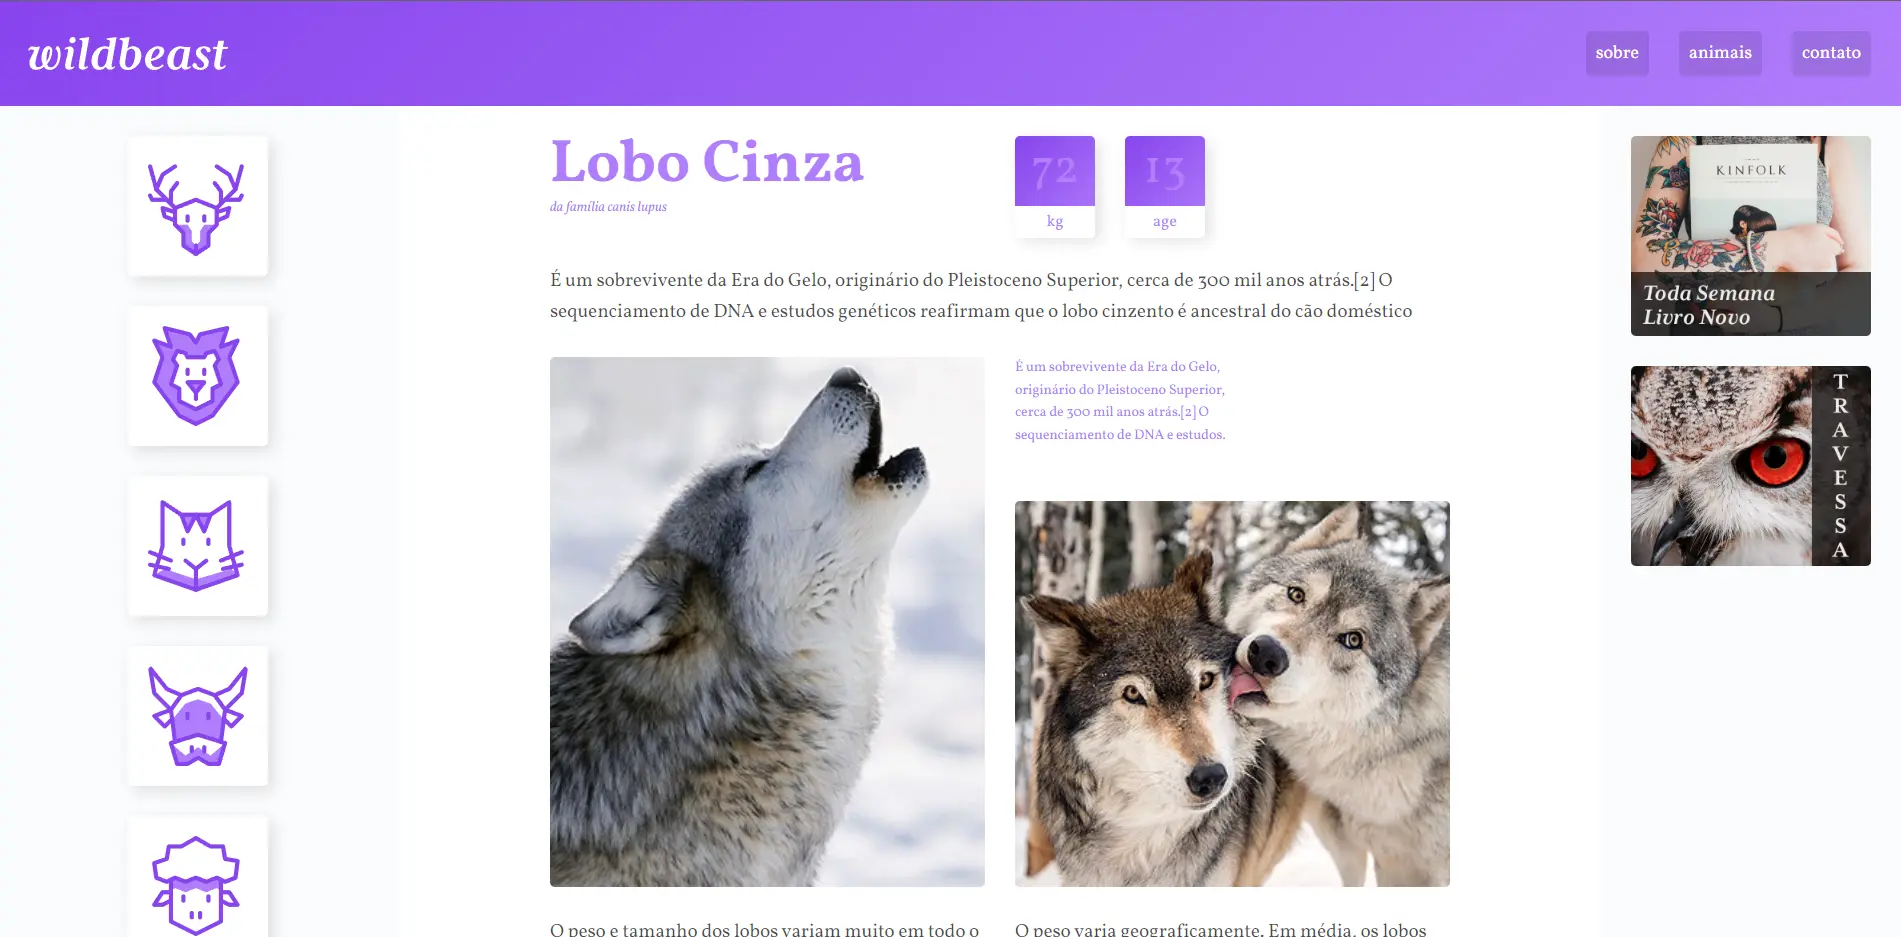 wildbeast
sobre
animais
contato
Lobo Cinza
da família canis lupus
72
kg
13
age
É um sobrevivente da Era do Gelo, originário do Pleistoceno Superior, cerca de 300 mil anos atrás.[2] O
sequenciamento de DNA e estudos genéticos reafirmam que o lobo cinzento é ancestral do cão doméstico
É um sobrevivente da Era do Gelo,
originário do Pleistoceno Superior,
cerca de 300 mil anos atrás.[2] O
sequenciamento de DNA e estudos.
O peso e tamanho dos lobos variam muito em todo o
O peso varia geograficamente. Em média, os lobos
KINFOLK
Toda Semana
Livro Novo
TRAVESSA